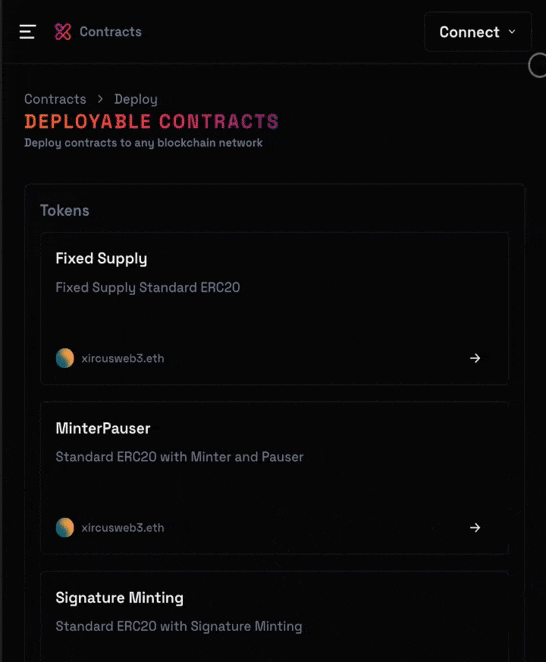 Contracts
Connect
Contracts > Deploy
DEPLOYABLE CONTRACTS
Deploy contracts to any blockchain network
Tokens
Fixed Supply
Fixed Supply Standard ERC20
xircusweb3.eth
MinterPauser
Standard ERC20 with Minter and Pauser
xircusweb3.eth
Signature Minting
Standard ERC20 with Signature Minting